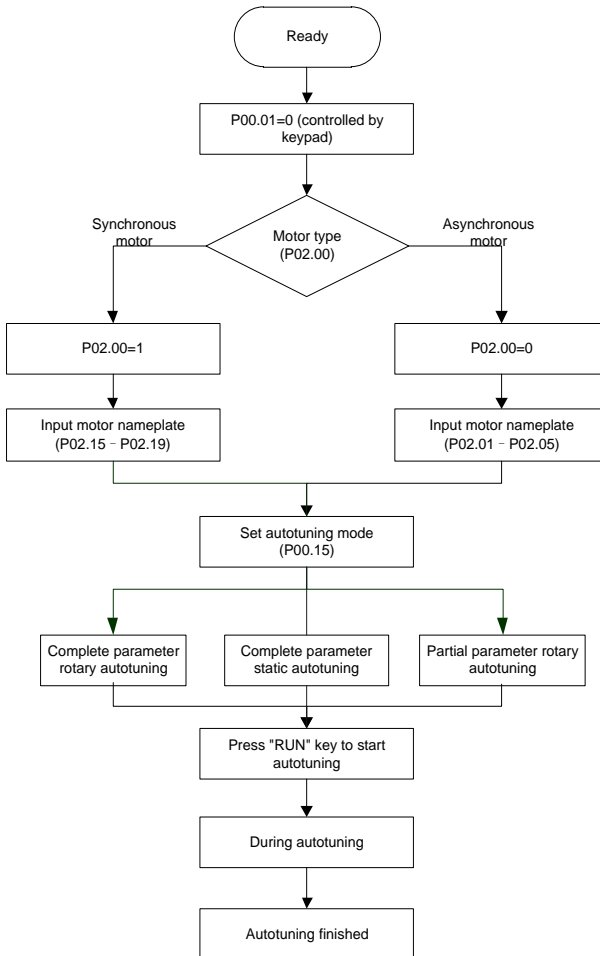 Ready
P00.01=0 (controlled by
keypad)
Synchronous
motor
Motor type
(P02.00)
Asynchronous
motor
P02.00=1
P02.00=0
Input motor nameplate
(P02.15﹣P02.19)
Input motor nameplate
(P02.01﹣P02.05)
Set autotuning mode
(P00.15)
Complete parameter
rotary autotuning
Complete parameter
static autotuning
Partial parameter rotary
autotuning
Press "RUN" key to start
autotuning
During autotuning
Autotuning finished